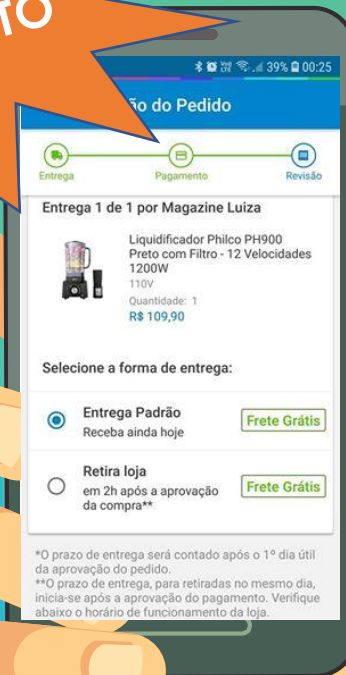 39% 00:25
do Pedido
Entrega
Pagamento
Revisão
Entrega 1 de 1 por Magazine Luiza
Liquidificador Philco PH900
Preto com Filtro - 12 Velocidades
1200W
110V
Quantidade: 1
R$ 109,90
Selecione a forma de entrega:
Entrega Padrão
Receba ainda hoje
Frete Grátis
Retira loja
em 2h após a aprovação
da compra**
Frete Grátis
*O prazo de entrega será contado após o 1º dia útil
da aprovação do pedido.
**O prazo de entrega, para retiradas no mesmo dia,
inicia-se após a aprovação do pagamento. Verifique
abaixo o horário de funcionamento da loja.